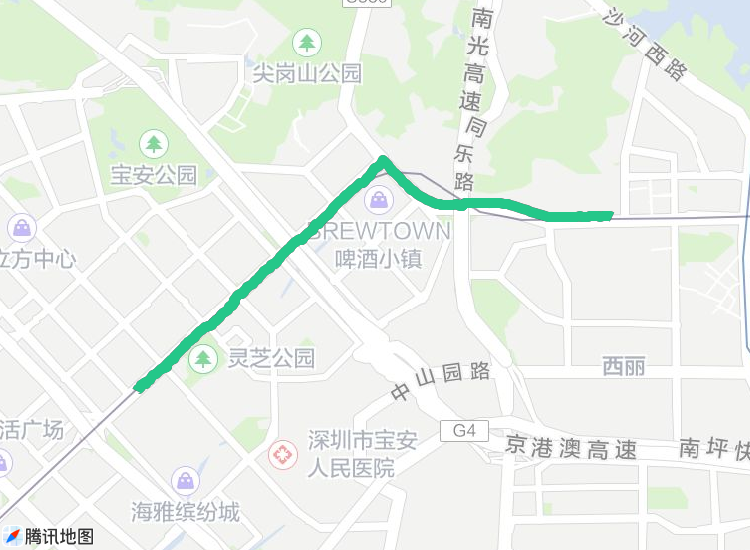 沙河西路
南光高速
尖岗山公园
同乐路
宝安公园
BREWTOWN
啤酒小镇
立方中心
灵芝公园
西丽
中山园路
活广场
G4
深圳市宝安
人民医院
京港澳高速
南坪快
海雅缤纷城
腾讯地图